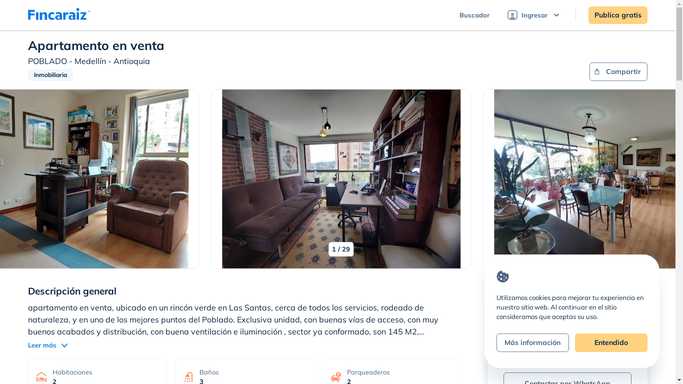 Fincaraiz
Buscador
Ingresar
Publica gratis
Apartamento en venta
POBLADO - Medellín - Antioquia
Inmobiliaria
Compartir
1 / 29
Descripción general
apartamento en venta, ubicado en un rincón verde en Las Santas, cerca de todos los servicios, rodeado de
naturaleza, y en uno de los mejores puntos del Poblado. Exclusiva unidad, con buenas vías de acceso, con muy
buenos acabados y distribución, con buena ventilación e iluminación , sector ya conformado, son 145 M2,...
Leer más
Habitaciones
2
Baños
3
Parqueaderos
2
Utilizamos cookies para mejorar tu experiencia en
nuestro sitio web. Al continuar en el sitio
consideramos que aceptas su uso.
Más información
Entendido
Contactar por WhatsApp